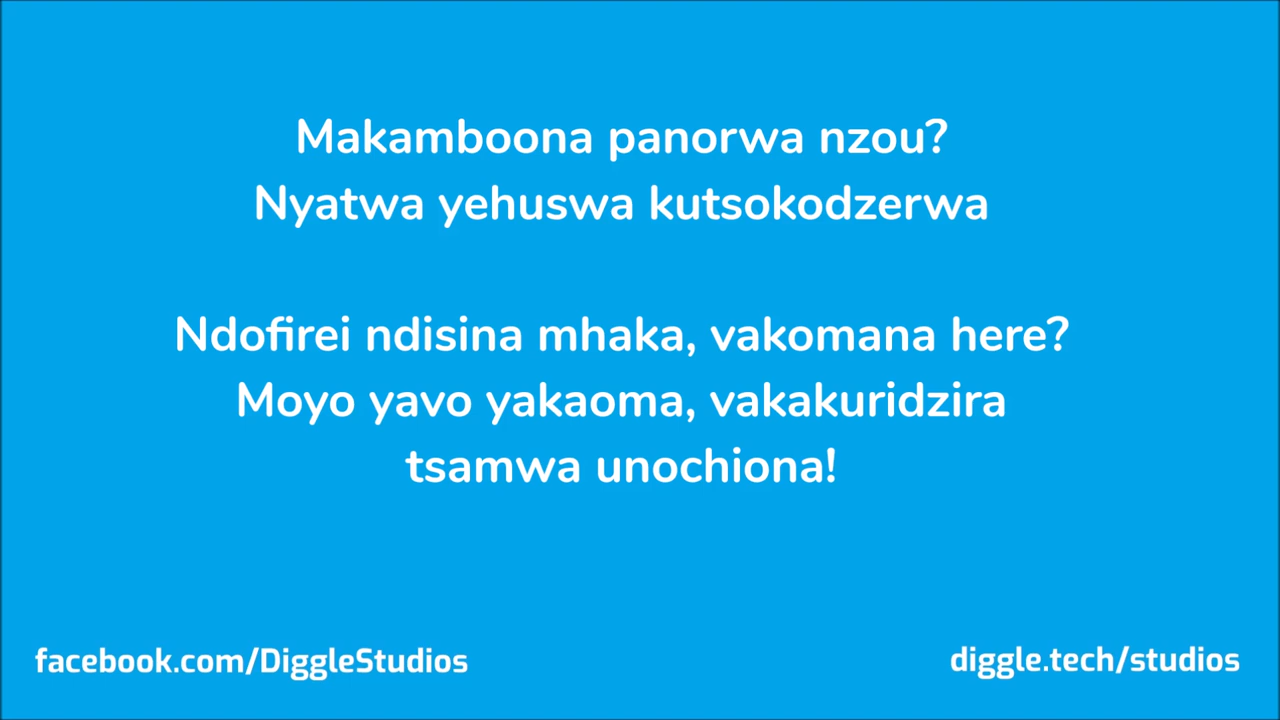 Makamboona panorwa nzou?
Nyatwa yehuswa kutsokodzerwa
Ndofirei ndisina mhaka, vakomana here?
Moyo yavo yakaoma, vakakuridzira
tsamwa unochiona!
facebook.com/DiggleStudios
diggle.tech/studios